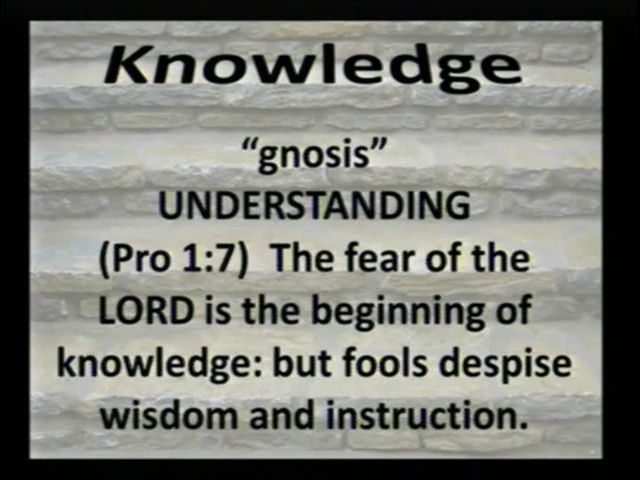 Knowledge
“gnosis”
UNDERSTANDING
(Pro 1:7)  The fear of the
LORD is the beginning of
knowledge: but fools despise
wisdom and instruction.